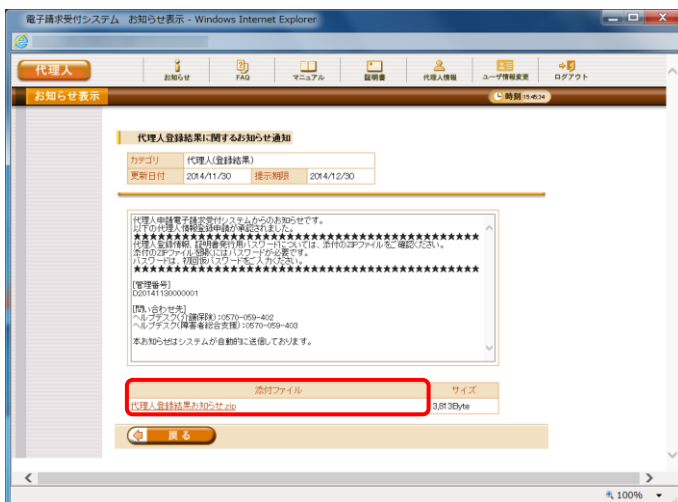 電子請求受付システム お知らせ表示 - Windows Internet Explorer
代理人
お知らせ FAQ マニュアル 証明書 代理人情報 ユーザ情報変更 ログアウト
お知らせ表示
時刻 15:45:34
代理人登録結果に関するお知らせ通知
カテゴリ 代理人(登録結果)
更新日付 2014/11/30 提示期限 2014/12/30
代理人申請電子請求受付システムからのお知らせです。
以下の代理人情報登録申請が承認されました。
★★★★★★★★★★★★★★★★★★★★★★★★★★★★★★★★★★★★★★★
代理人登録情報、証明書発行用パスワードについては、添付のZIPファイルをご確認ください。
添付のZIPファイルを開くにはパスワードが必要です。
パスワードは、初回仮パスワードをご入力ください。
★★★★★★★★★★★★★★★★★★★★★★★★★★★★★★★★★★★★★★★
[管理番号]
D20141130000001
[問い合わせ先]
ヘルプデスク(介護保険):0570-059-402
ヘルプデスク(障害者総合支援):0570-059-403
本お知らせはシステムが自動的に送信しております。
添付ファイル サイズ
代理人登録結果お知らせ.zip 3,813Byte
戻る
100%